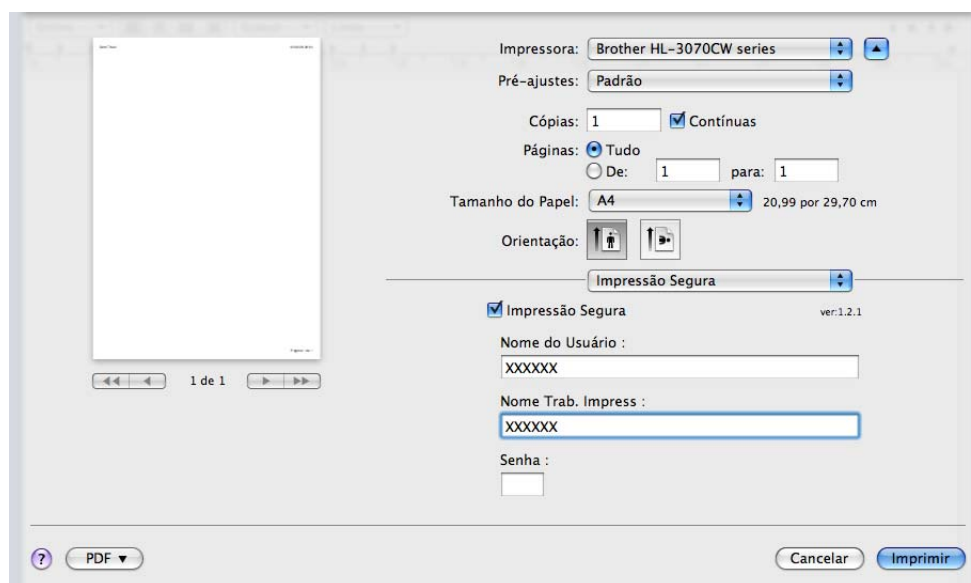 Impressora: Brother HL-3070CW series
Pré-ajustes: Padrão
Cópias: 1 Contínuas
Páginas: Tudo
De: 1 para: 1
Tamanho do Papel: A4 20,99 por 29,70 cm
Orientação:
Impressão Segura
Impressão Segura ver:1.2.1
Nome do Usuário :
XXXXXX
Nome Trab. Impress :
XXXXXX
Senha :
1 de 1
? PDF Cancelar Imprimir